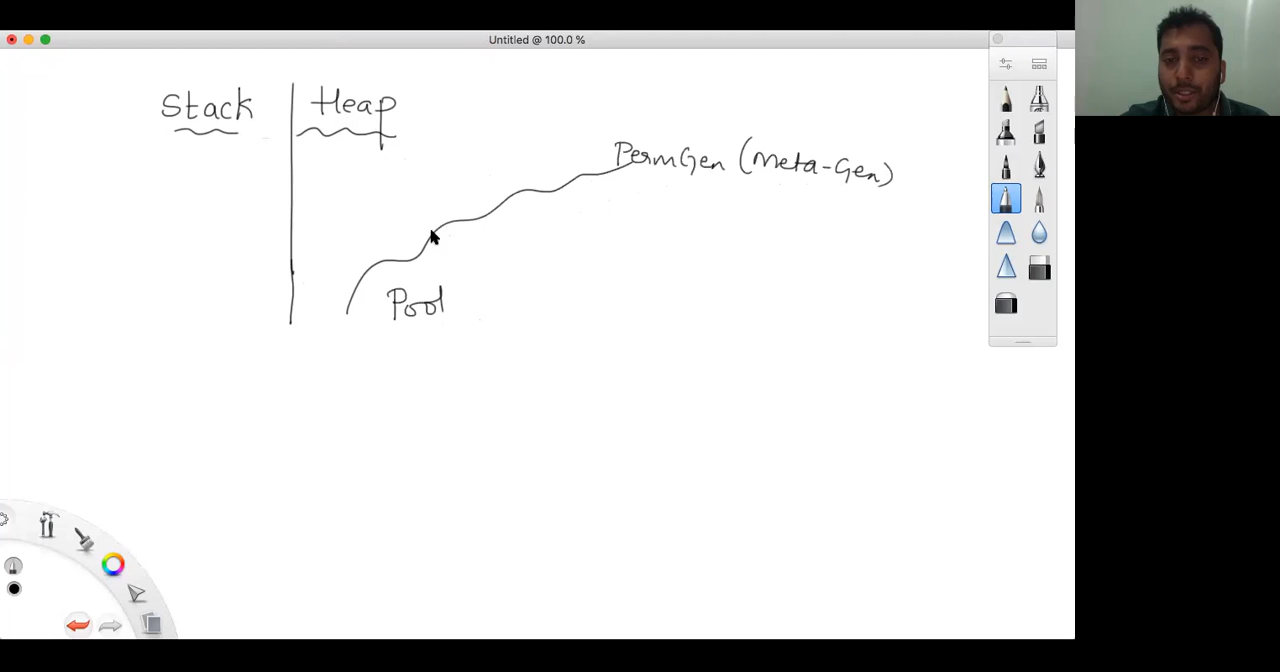 Untitled @ 100.0 %
Stack
Heap
PermGen (Meta-Gen)
Pool